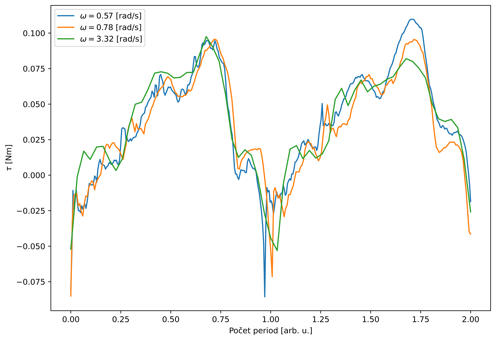 ω = 0.57 [rad/s]
ω = 0.78 [rad/s]
ω = 3.32 [rad/s]
0.100
0.075
0.050
0.025
0.000
−0.025
−0.050
−0.075
τ [Nm]
0.00 0.25 0.50 0.75 1.00 1.25 1.50 1.75 2.00
Počet period [arb. u.]